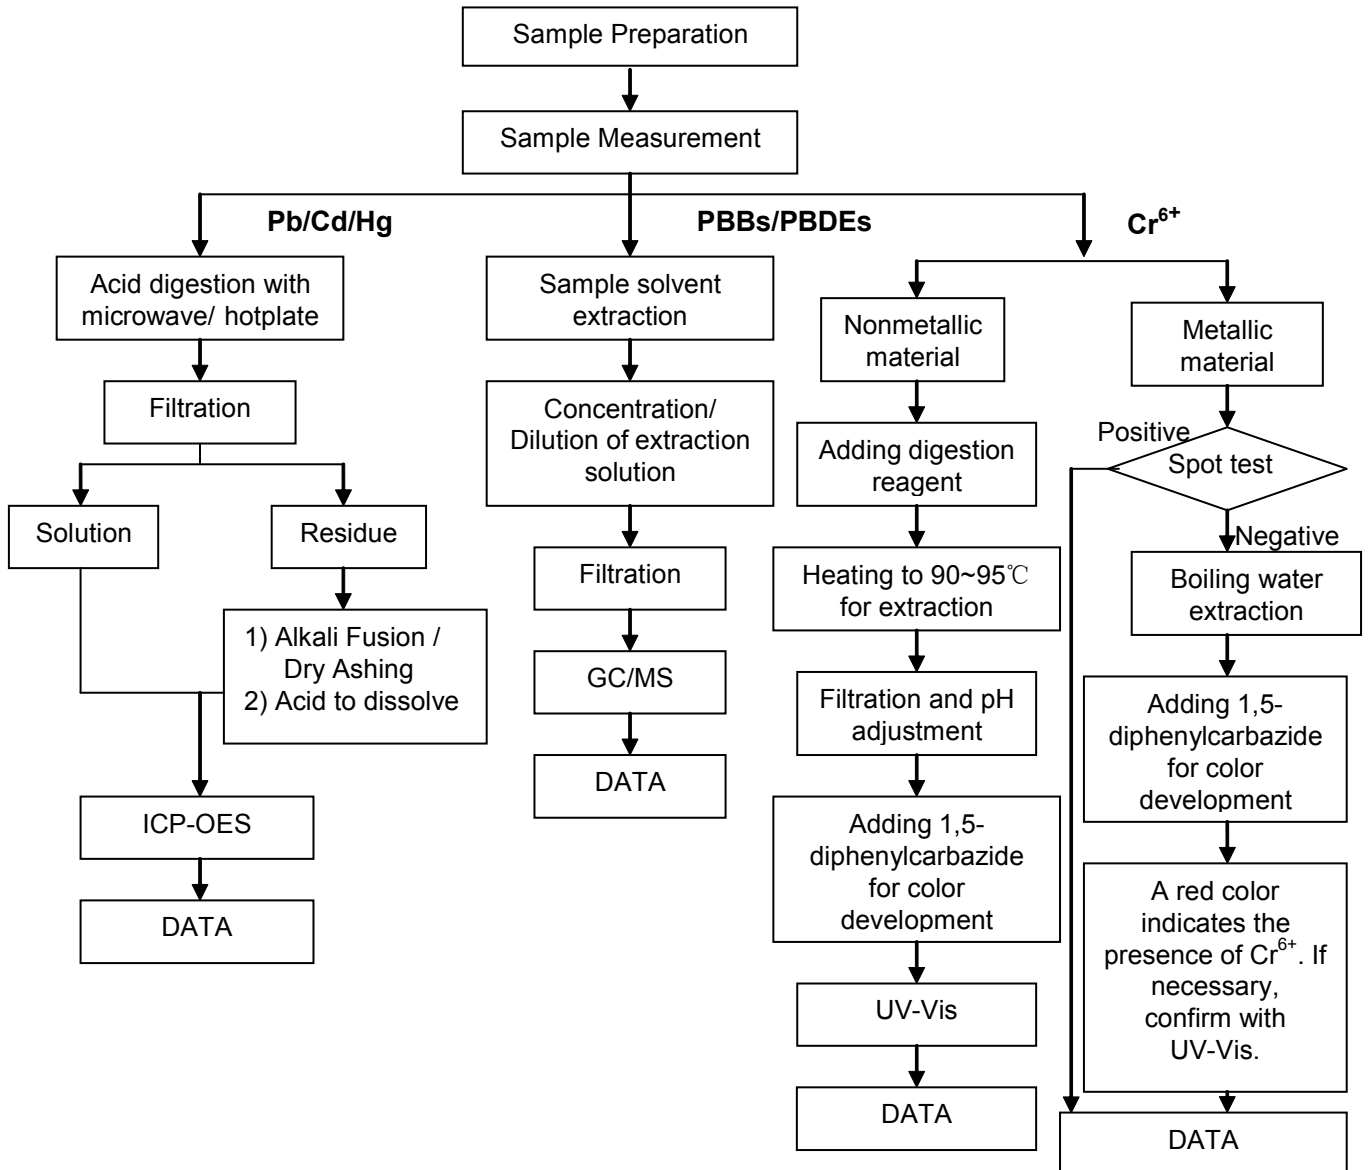 Sample Preparation
Sample Measurement
Pb/Cd/Hg
PBBs/PBDEs
Cr⁶⁺
Acid digestion with
microwave/ hotplate
Filtration
Solution
Residue
1) Alkali Fusion /
Dry Ashing
2) Acid to dissolve
ICP-OES
DATA
Sample solvent
extraction
Concentration/
Dilution of extraction
solution
Filtration
GC/MS
DATA
Nonmetallic
material
Adding digestion
reagent
Heating to 90~95℃
for extraction
Filtration and pH
adjustment
Adding 1,5-
diphenylcarbazide
for color
development
UV-Vis
DATA
Metallic
material
Positive
Spot test
Negative
Boiling water
extraction
Adding 1,5-
diphenylcarbazide
for color
development
A red color
indicates the
presence of Cr⁶⁺. If
necessary,
confirm with
UV-Vis.
DATA